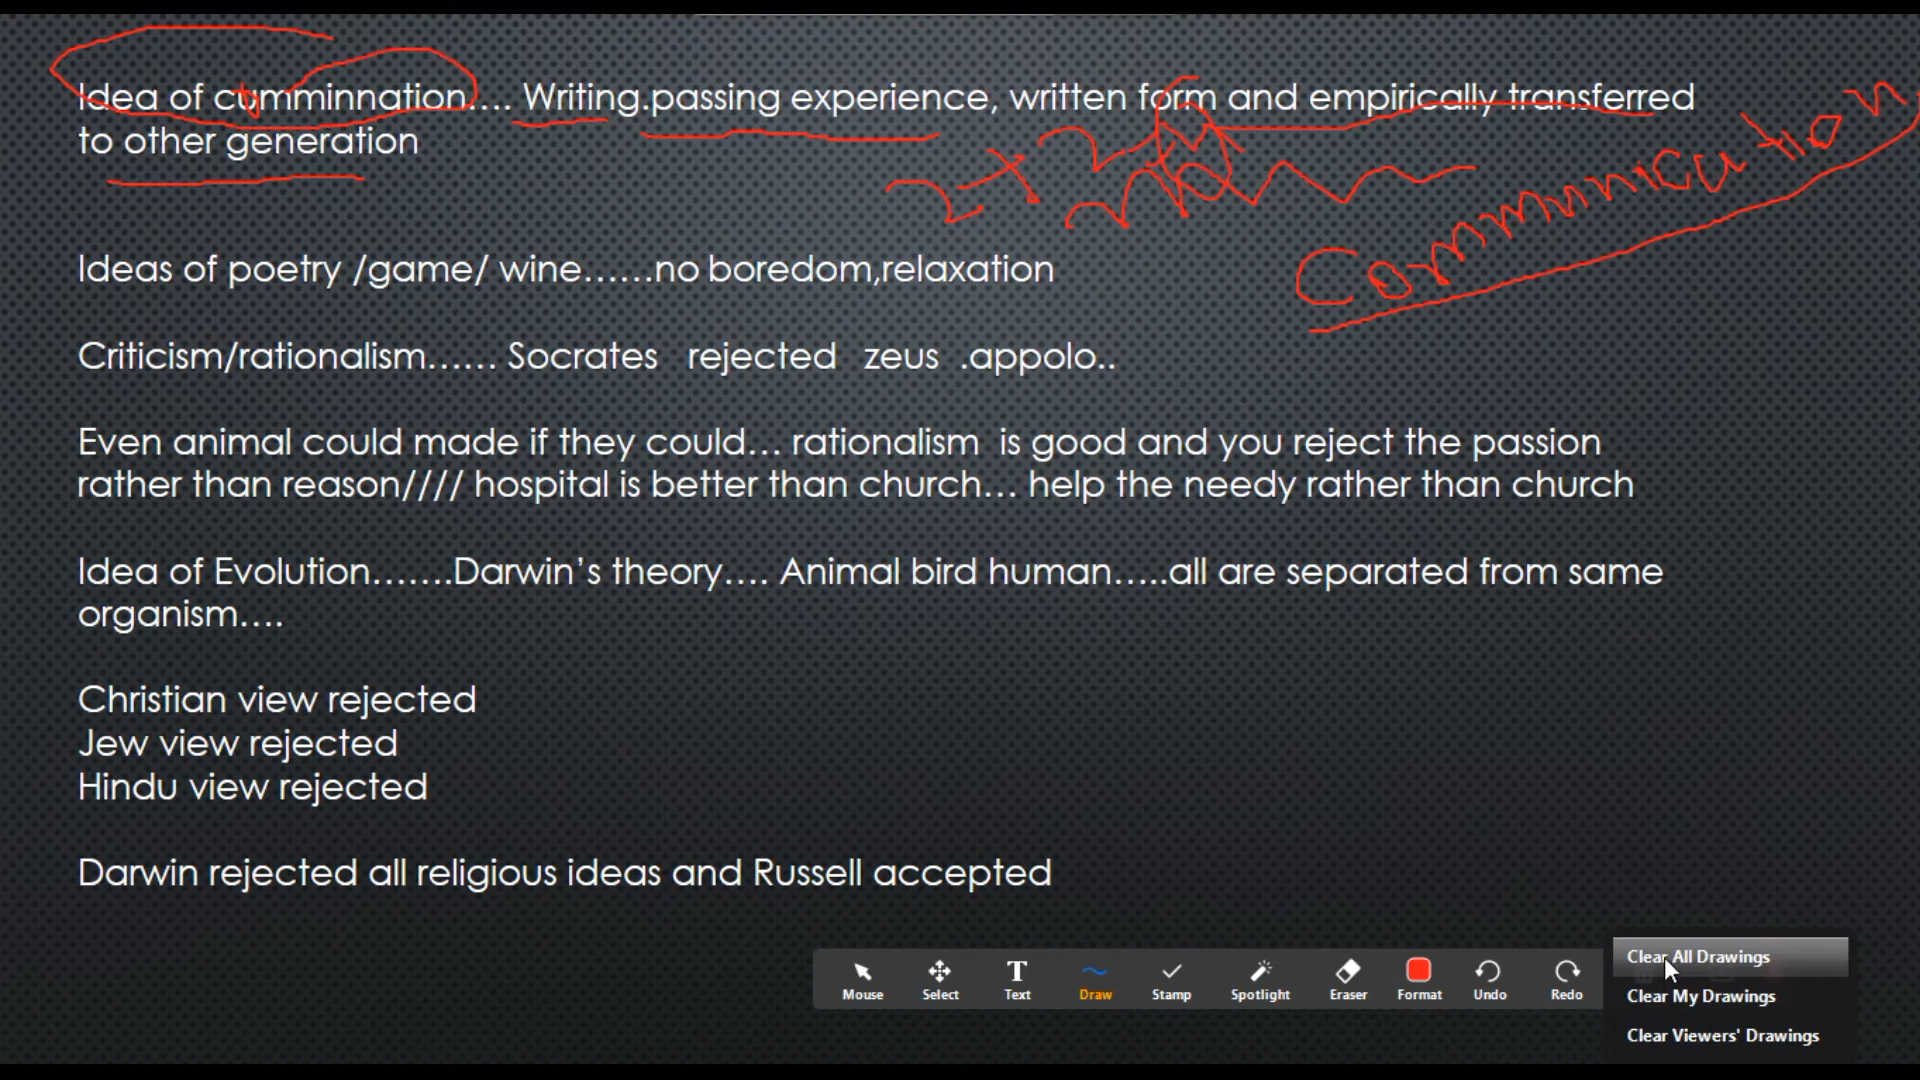 Idea of cumminnation.... Writing.passing experience, written form and empirically transferred
to other generation
Communication
Ideas of poetry /game/ wine......no boredom,relaxation
Criticism/rationalism...... Socrates rejected zeus .appolo..
Even animal could made if they could... rationalism is good and you reject the passion
rather than reason//// hospital is better than church... help the needy rather than church
Idea of Evolution.......Darwin's theory.... Animal bird human.....all are separated from same
organism....
Christian view rejected
Jew view rejected
Hindu view rejected
Darwin rejected all religious ideas and Russell accepted
Clear All Drawings
Clear My Drawings
Clear Viewers' Drawings
Mouse Select Text Draw Stamp Spotlight Eraser Format Undo Redo